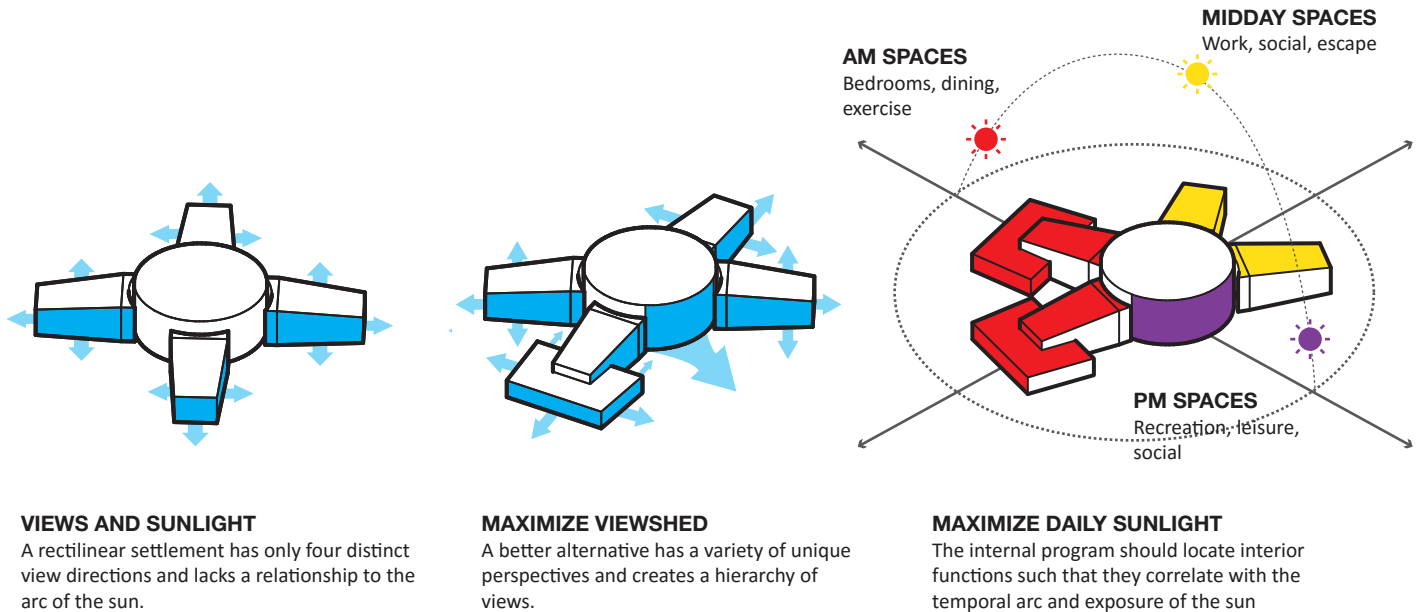 MIDDAY SPACES
Work, social, escape
AM SPACES
Bedrooms, dining,
exercise
PM SPACES
Recreation, leisure,
social
VIEWS AND SUNLIGHT
A rectilinear settlement has only four distinct
view directions and lacks a relationship to the
arc of the sun.
MAXIMIZE VIEWSHED
A better alternative has a variety of unique
perspectives and creates a hierarchy of
views.
MAXIMIZE DAILY SUNLIGHT
The internal program should locate interior
functions such that they correlate with the
temporal arc and exposure of the sun